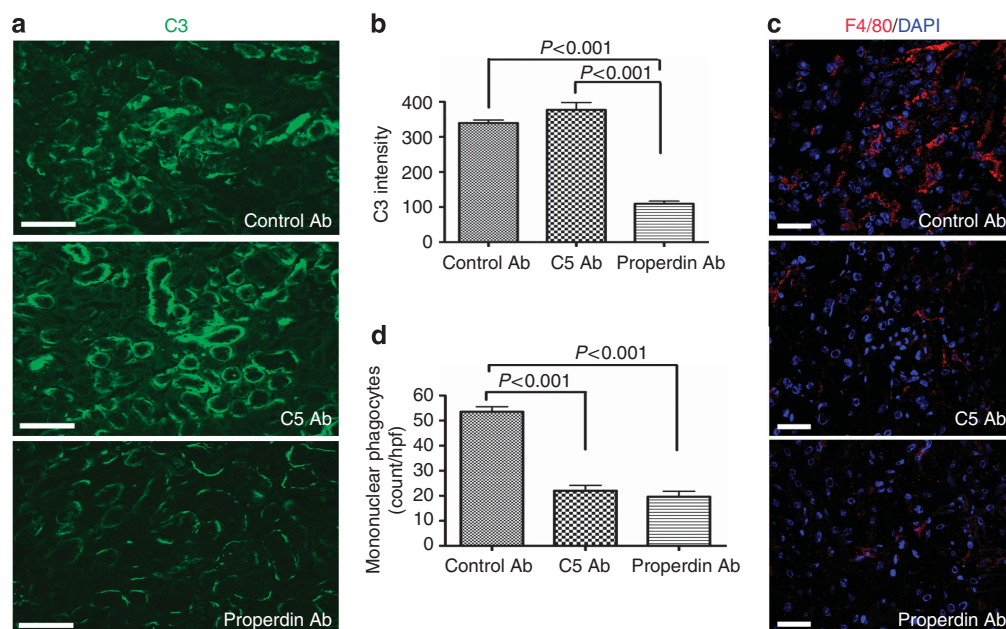 a
C3
Control Ab
C5 Ab
Properdin Ab
b
P<0.001
P<0.001
C3 intensity
400
300
200
100
0
Control Ab C5 Ab Properdin Ab
d
P<0.001
P<0.001
Mononuclear phagocytes
(count/hpf)
60
50
40
30
20
10
0
Control Ab C5 Ab Properdin Ab
c
F4/80/DAPI
Control Ab
C5 Ab
Properdin Ab